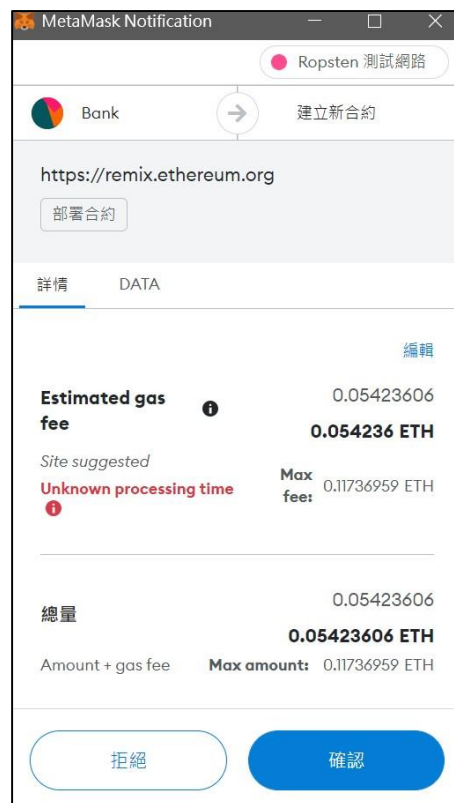 MetaMask Notification
Ropsten 測試網路
Bank
建立新合約
https://remix.ethereum.org
部署合約
詳情 DATA
編輯
Estimated gas fee
0.05423606
0.054236 ETH
Site suggested
Unknown processing time
Max fee: 0.11736959 ETH
總量
0.05423606
0.05423606 ETH
Amount + gas fee Max amount: 0.11736959 ETH
拒絕 確認